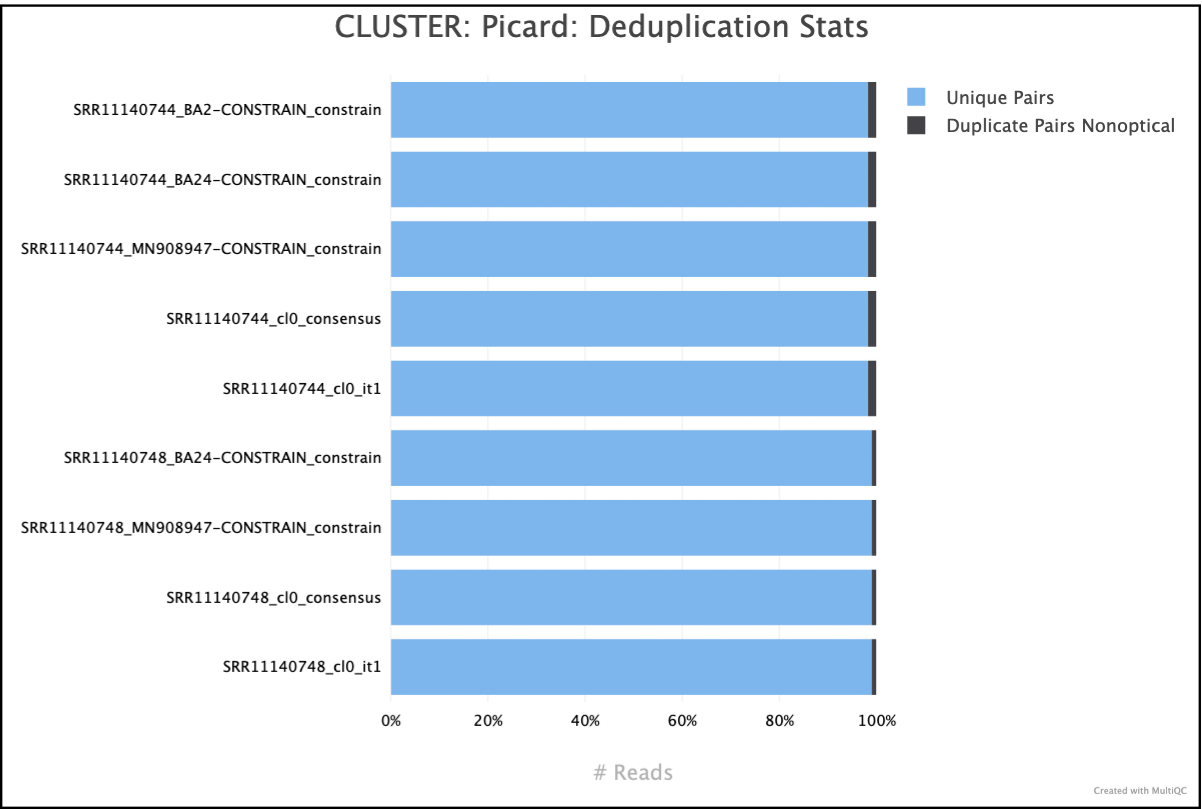 CLUSTER: Picard: Deduplication Stats
SRR11140744_BA2-CONSTRAIN_constrain
SRR11140744_BA24-CONSTRAIN_constrain
SRR11140744_MN908947-CONSTRAIN_constrain
SRR11140744_cl0_consensus
SRR11140744_cl0_it1
SRR11140748_BA24-CONSTRAIN_constrain
SRR11140748_MN908947-CONSTRAIN_constrain
SRR11140748_cl0_consensus
SRR11140748_cl0_it1
Unique Pairs
Duplicate Pairs Nonoptical
0% 20% 40% 60% 80% 100%
# Reads
Created with MultiQC